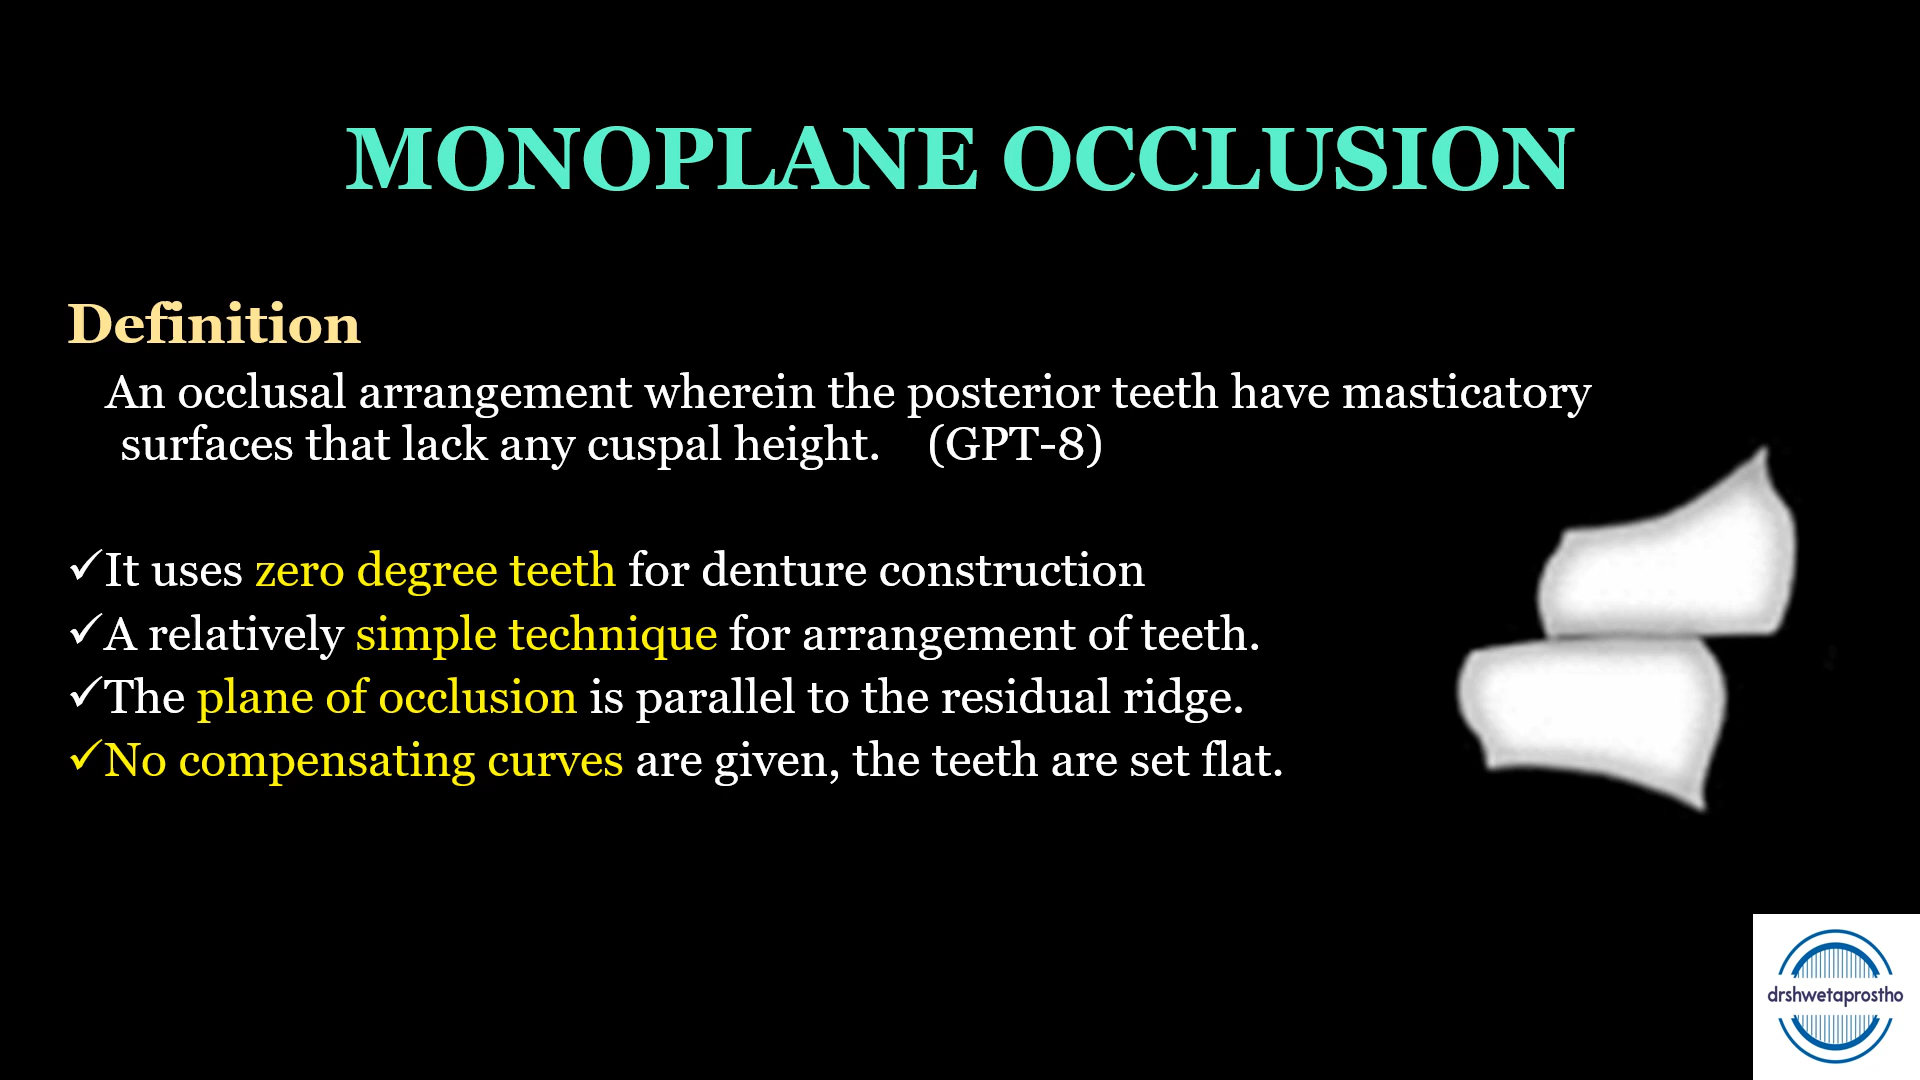 MONOPLANE OCCLUSION
Definition
An occlusal arrangement wherein the posterior teeth have masticatory
surfaces that lack any cuspal height. (GPT-8)
✓It uses zero degree teeth for denture construction
✓A relatively simple technique for arrangement of teeth.
✓The plane of occlusion is parallel to the residual ridge.
✓No compensating curves are given, the teeth are set flat.
drshwetaprostho